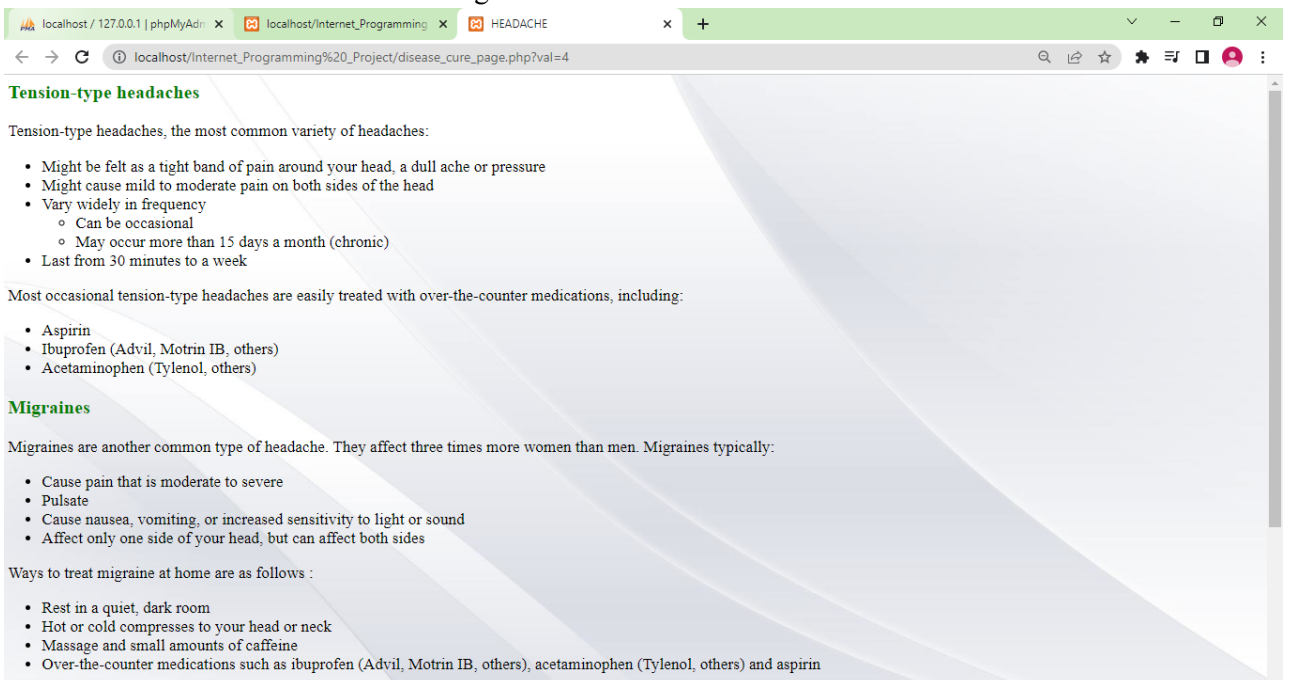 localhost / 127.0.0.1 | phpMyAdm
localhost/Internet_Programming
HEADACHE
localhost/Internet_Programming%20_Project/disease_cure_page.php?val=4
Tension-type headaches
Tension-type headaches, the most common variety of headaches:
• Might be felt as a tight band of pain around your head, a dull ache or pressure
• Might cause mild to moderate pain on both sides of the head
• Vary widely in frequency
◦ Can be occasional
◦ May occur more than 15 days a month (chronic)
• Last from 30 minutes to a week
Most occasional tension-type headaches are easily treated with over-the-counter medications, including:
• Aspirin
• Ibuprofen (Advil, Motrin IB, others)
• Acetaminophen (Tylenol, others)
Migraines
Migraines are another common type of headache. They affect three times more women than men. Migraines typically:
• Cause pain that is moderate to severe
• Pulsate
• Cause nausea, vomiting, or increased sensitivity to light or sound
• Affect only one side of your head, but can affect both sides
Ways to treat migraine at home are as follows :
• Rest in a quiet, dark room
• Hot or cold compresses to your head or neck
• Massage and small amounts of caffeine
• Over-the-counter medications such as ibuprofen (Advil, Motrin IB, others), acetaminophen (Tylenol, others) and aspirin